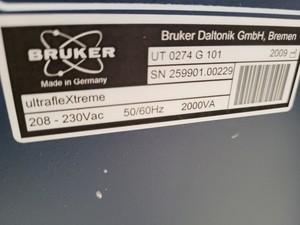 Bruker Daltonik GmbH, Bremen
BRUKER
UT 0274 G 101
2009
Made in Germany
SN 259901.00229
ultrafleXtreme
208 - 230Vac 50/60Hz 2000VA